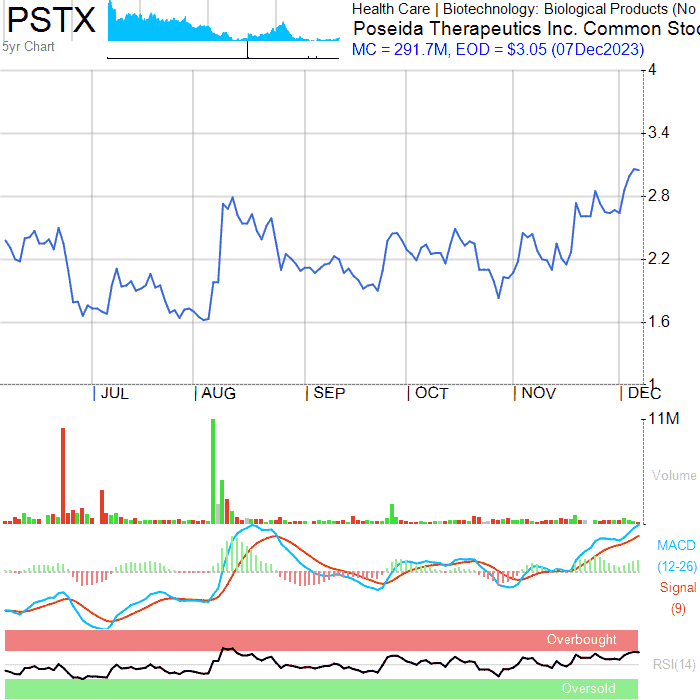 PSTX
5yr Chart
Health Care | Biotechnology: Biological Products (No
Poseida Therapeutics Inc. Common Stoc
MC = 291.7M, EOD = $3.05 (07Dec2023)
4
3.4
2.8
2.2
1.6
1
JUL AUG SEP OCT NOV DEC
11M
Volume
MACD
(12-26)
Signal
(9)
Overbought
RSI(14)
Oversold